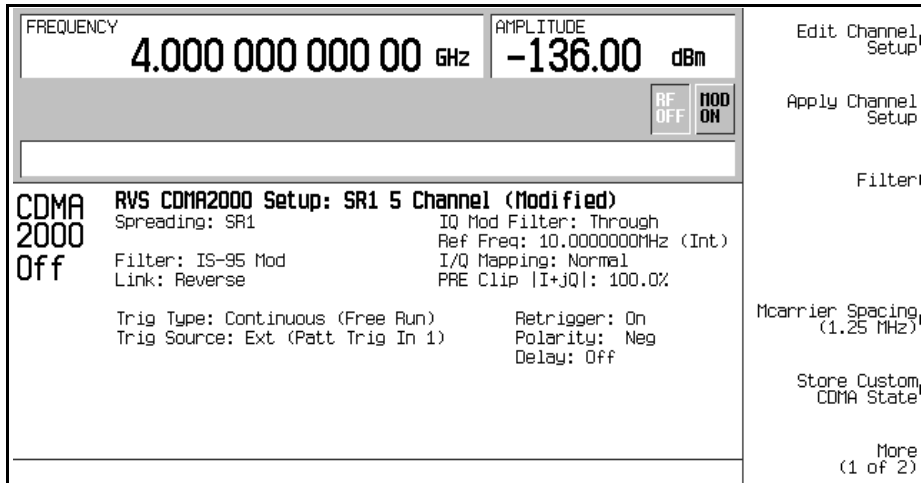 FREQUENCY
4.000 000 000 00 GHz
AMPLITUDE
-136.00 dBm
RF OFF
MOD ON
CDMA 2000 Off
RVS CDMA2000 Setup: SR1 5 Channel (Modified)
Spreading: SR1
IQ Mod Filter: Through
Ref Freq: 10.0000000MHz (Int)
Filter: IS-95 Mod
I/Q Mapping: Normal
Link: Reverse
PRE Clip |I+jQ|: 100.0%
Trig Type: Continuous (Free Run)
Retrigger: On
Trig Source: Ext (Patt Trig In 1)
Polarity: Neg
Delay: Off
Edit Channel
Setup
Apply Channel
Setup
Filter
Mcarrier Spacing
(1.25 MHz)
Store Custom
CDMA State
More
(1 of 2)